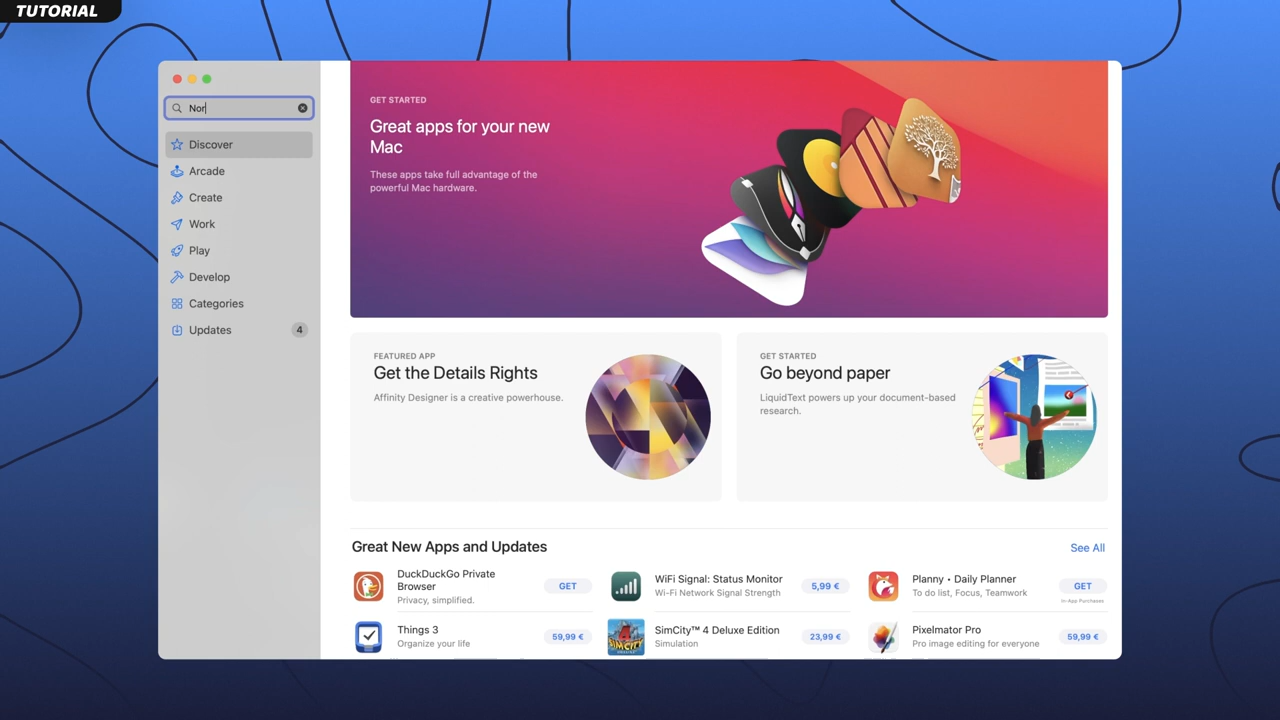 TUTORIAL
Nor
Discover
Arcade
Create
Work
Play
Develop
Categories
Updates 4
GET STARTED
Great apps for your new
Mac
These apps take full advantage of the
powerful Mac hardware.
FEATURED APP
Get the Details Rights
Affinity Designer is a creative powerhouse.
GET STARTED
Go beyond paper
LiquidText powers up your document-based
research.
Great New Apps and Updates
See All
DuckDuckGo Private
Browser
Privacy, simplified.
GET
WiFi Signal: Status Monitor
Wi-Fi Network Signal Strength
5,99 €
Planny • Daily Planner
To do list, Focus, Teamwork
GET
In-App Purchases
Things 3
Organize your life
59,99 €
SIMCITY
SimCity™ 4 Deluxe Edition
Simulation
23,99 €
Pixelmator Pro
Pro image editing for everyone
59,99 €